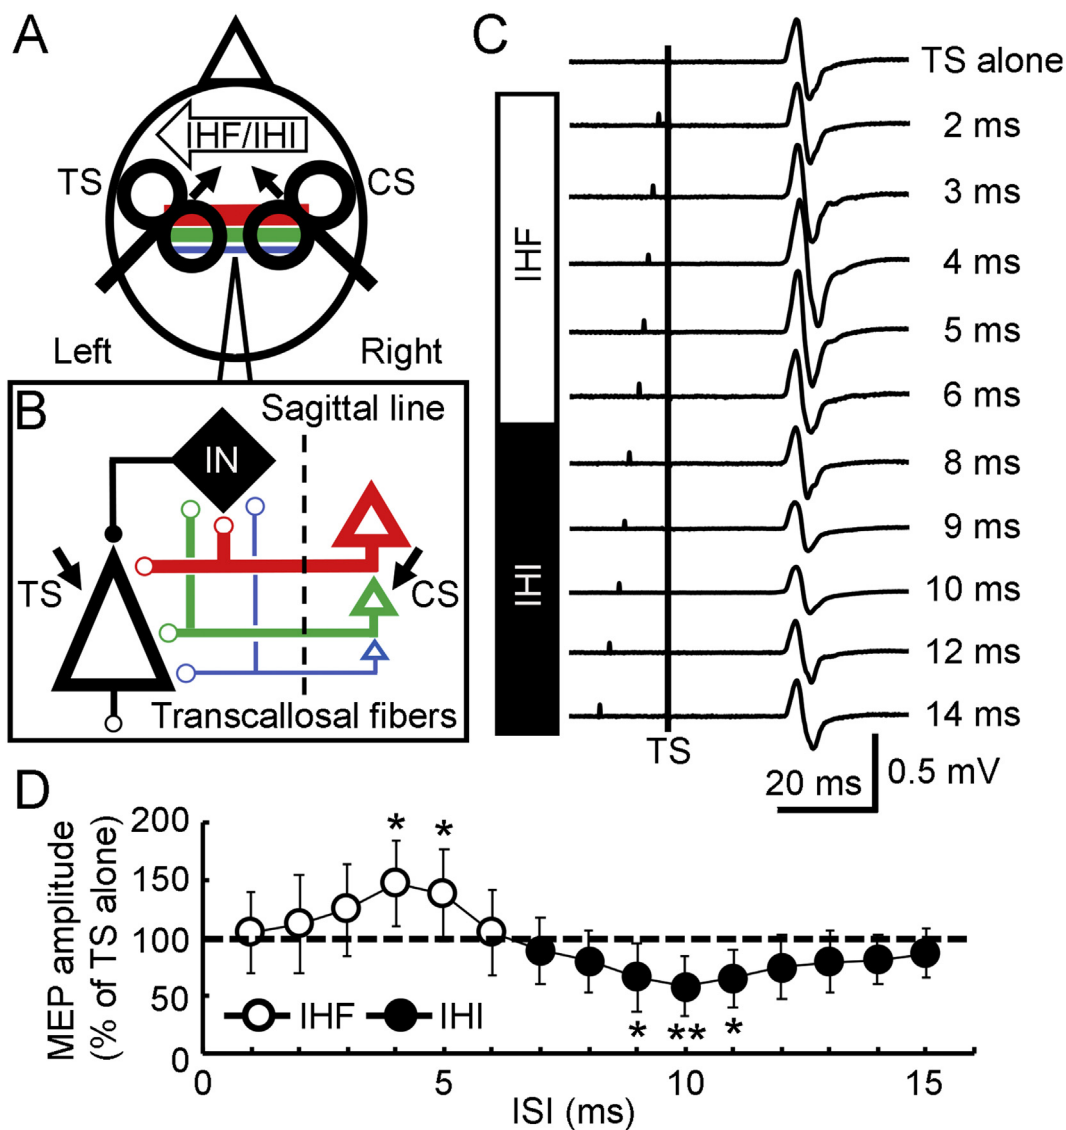 A
IHF/IHI
TS
CS
Left
Right
B
Sagittal line
IN
TS
CS
Transcallosal fibers
C
TS alone
IHF
2 ms
3 ms
4 ms
5 ms
6 ms
IHI
8 ms
9 ms
10 ms
12 ms
14 ms
TS
20 ms
0.5 mV
D
MEP amplitude
(% of TS alone)
200
150
100
50
0
* *
* ** *
IHF IHI
0 5 10 15
ISI (ms)